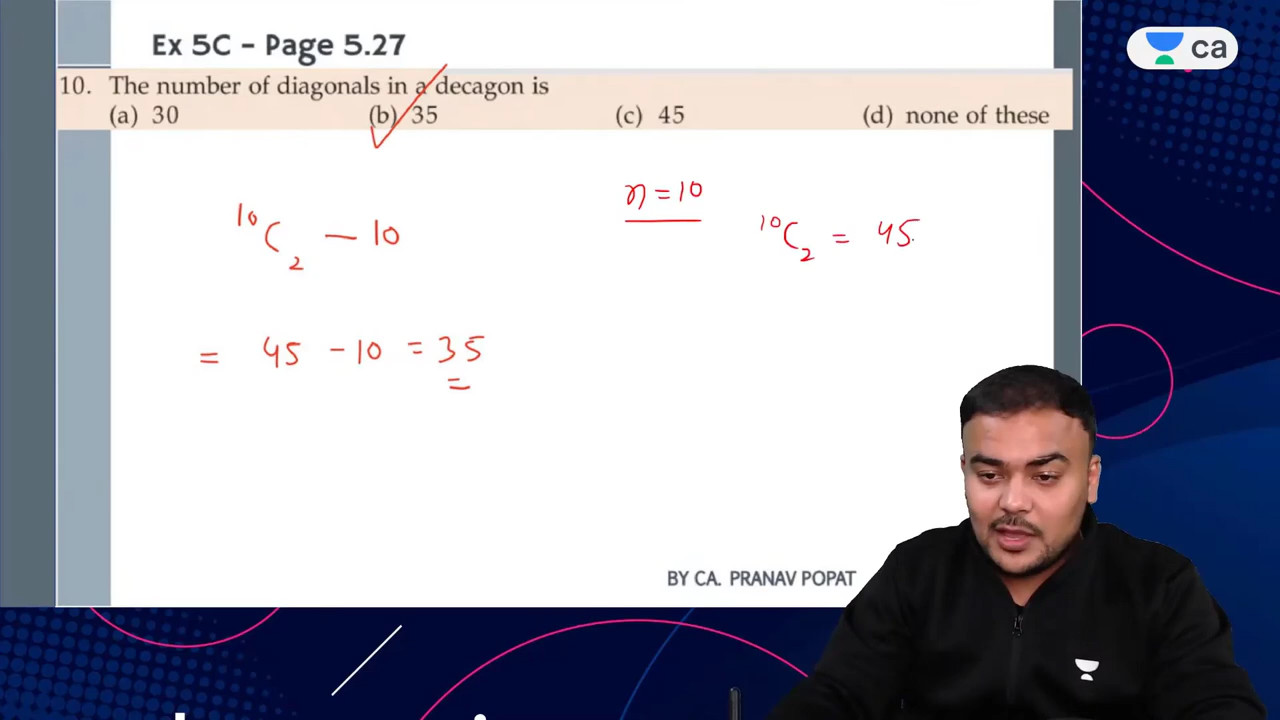 Ex 5C - Page 5.27
ca
10. The number of diagonals in a decagon is
(a) 30 (b) 35 (c) 45 (d) none of these
n = 10
¹⁰C₂ — 10
¹⁰C₂ = 45
= 45 - 10 = 35
BY CA. PRANAV POPAT